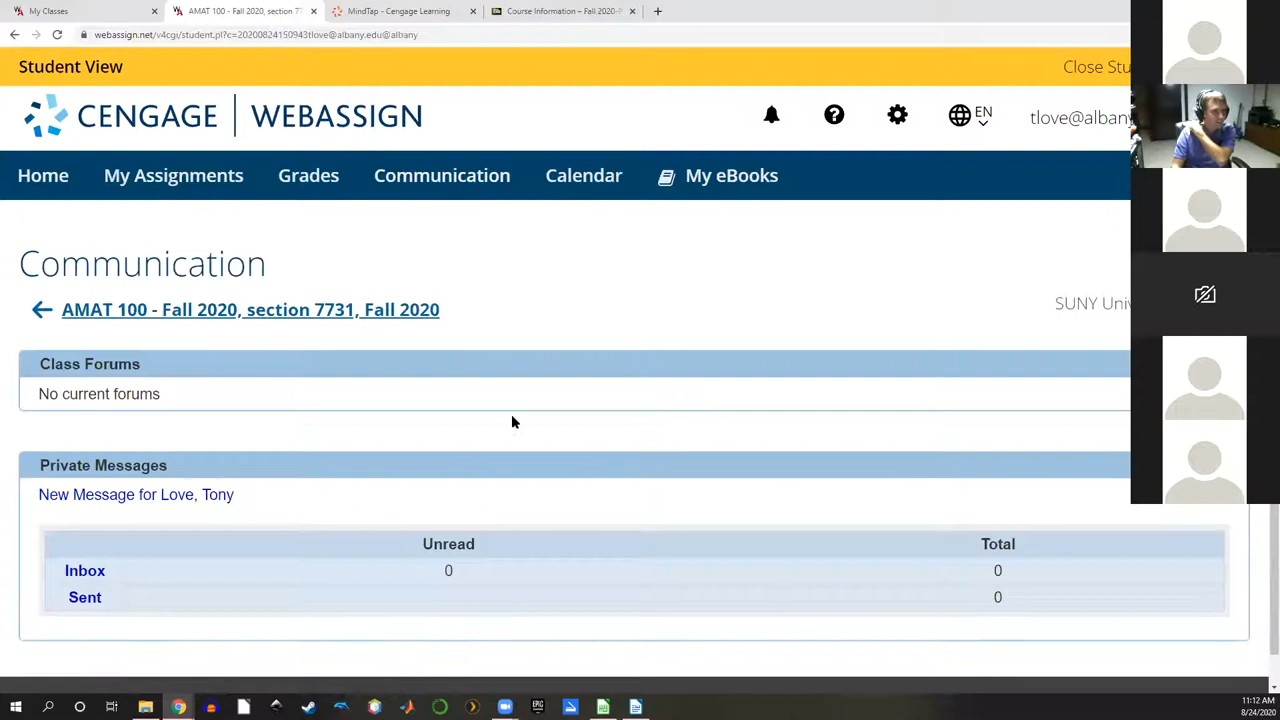 My Classes
AMAT 100 - Fall 2020, section 77
MindTap - Cengage Learning
Course Information – Fall 2020-P
webassign.net/v4cgi/student.pl?c=20200824150943tlove@albany.edu@albany
Student View
Close Stu
CENGAGE | WEBASSIGN
EN
tlove@albany
Home
My Assignments
Grades
Communication
Calendar
My eBooks
Communication
AMAT 100 - Fall 2020, section 7731, Fall 2020
SUNY Univ
Class Forums
No current forums
Private Messages
New Message for Love, Tony
Unread
Total
Inbox
0
0
Sent
0
11:12 AM
8/24/2020